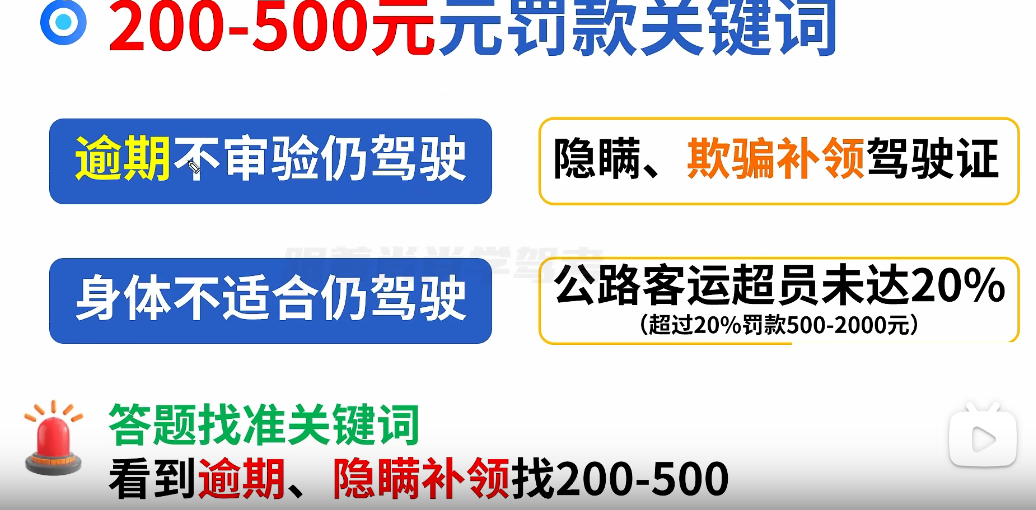 200-500元元罚款关键词
逾期不审验仍驾驶
隐瞒、欺骗补领驾驶证
身体不适合仍驾驶
公路客运超员未达20%
（超过20%罚款500-2000元）
答题找准关键词
看到逾期、隐瞒补领找200-500